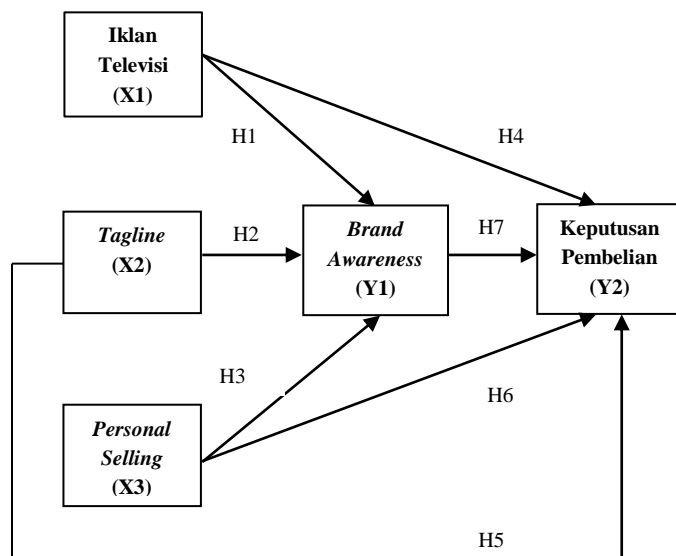 Iklan
Televisi
(X1)
H1
H4
Tagline
(X2)
H2
Brand
Awareness
(Y1)
H7
Keputusan
Pembelian
(Y2)
H3
H6
Personal
Selling
(X3)
H5